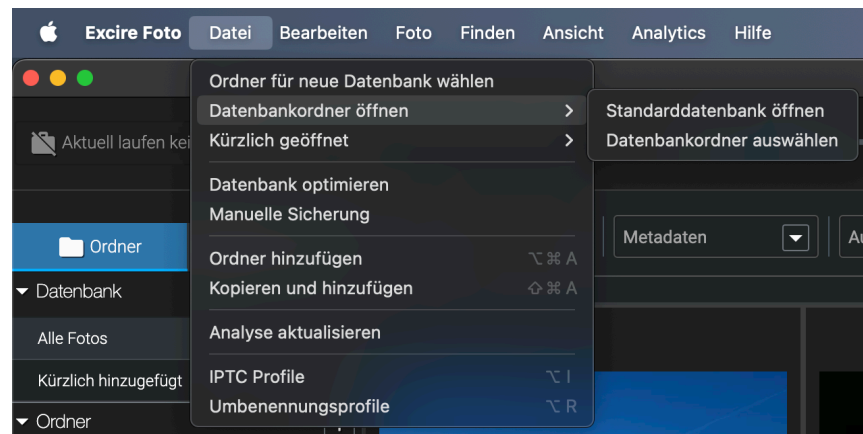 Excire Foto Datei Bearbeiten Foto Finden Ansicht Analytics Hilfe
Ordner für neue Datenbank wählen
Datenbankordner öffnen
Standarddatenbank öffnen
Kürzlich geöffnet
Datenbankordner auswählen
Aktuell laufen
Datenbank optimieren
Manuelle Sicherung
Ordner
Metadaten
Ordner hinzufügen ⌥ ⌘ A
Kopieren und hinzufügen ⇧ ⌘ A
Datenbank
Alle Fotos
Analyse aktualisieren
Kürzlich hinzugefügt
IPTC Profile ⌥ I
Umbenennungsprofile ⌥ R
Ordner